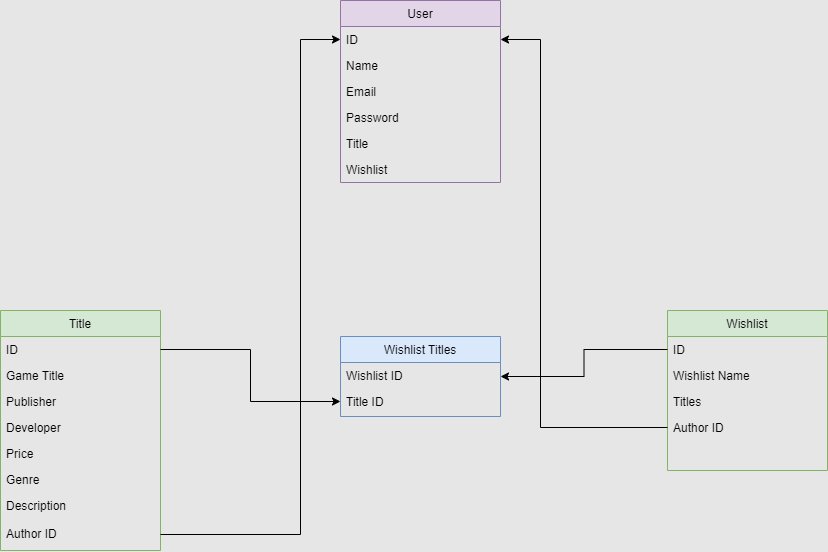 User
ID
Name
Email
Password
Title
Wishlist
Title
ID
Game Title
Publisher
Developer
Price
Genre
Description
Author ID
Wishlist Titles
Wishlist ID
Title ID
Wishlist
ID
Wishlist Name
Titles
Author ID